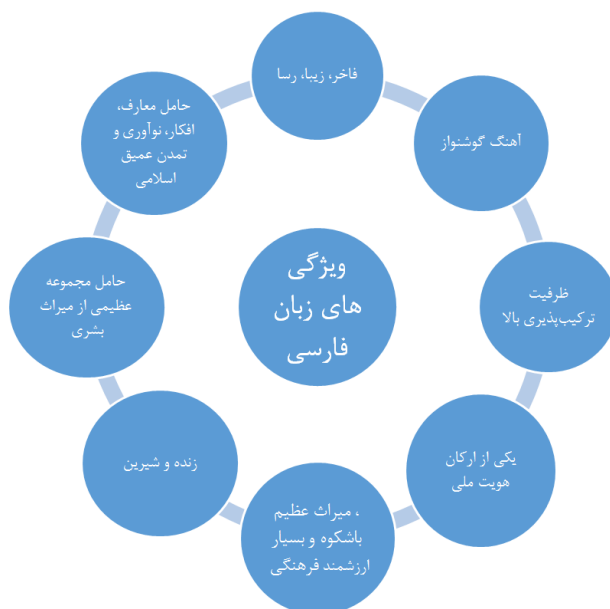 ویژگی
های زبان
فارسی
فاخر، زیبا، رسا
آهنگ گوشنواز
ظرفیت
ترکیب‌پذیری بالا
یکی از ارکان
هویت ملی
، میراث عظیم
باشکوه و بسیار
ارزشمند فرهنگی
زنده و شیرین
حامل مجموعه
عظیمی از میراث
بشری
حامل معارف،
افکار، نوآوری و
تمدن عمیق
اسلامی